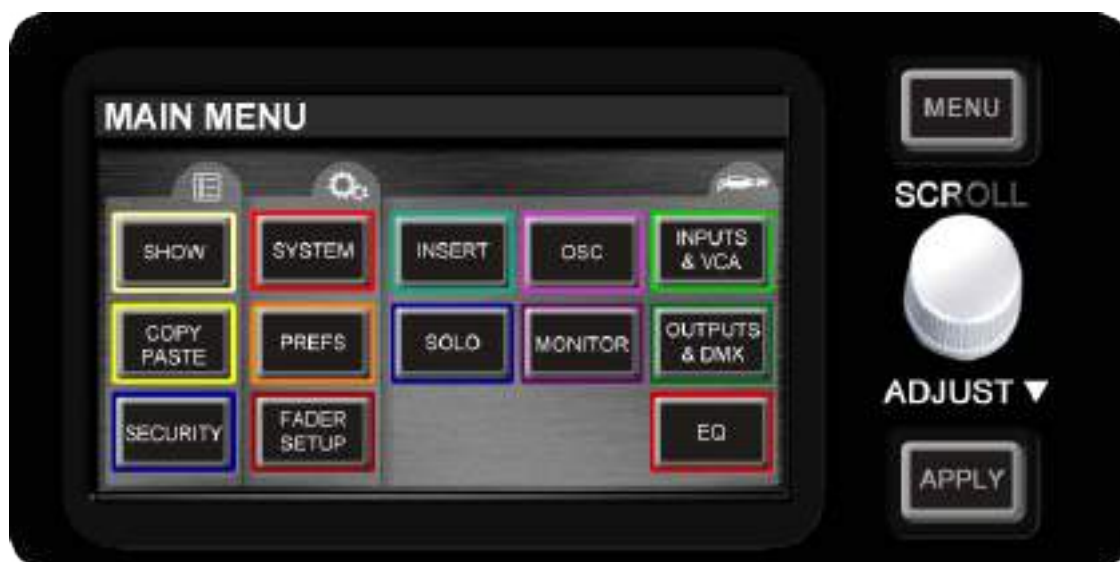 MAIN MENU
MENU
SCROLL
SHOW
SYSTEM
INSERT
OSC
INPUTS
& VCA
COPY
PASTE
PREFS
SOLO
MONITOR
OUTPUTS
& DMX
ADJUST ▼
SECURITY
FADER
SETUP
EQ
APPLY